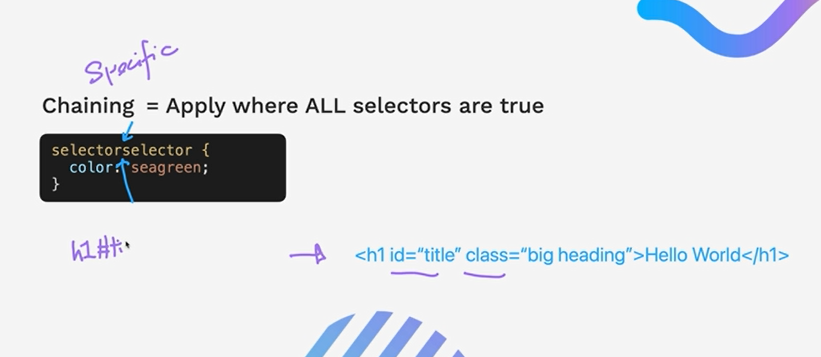 Specific
Chaining = Apply where ALL selectors are true
selectorselector {
color: seagreen;
}
h1#ti
<h1 id=“title” class=“big heading”>Hello World</h1>